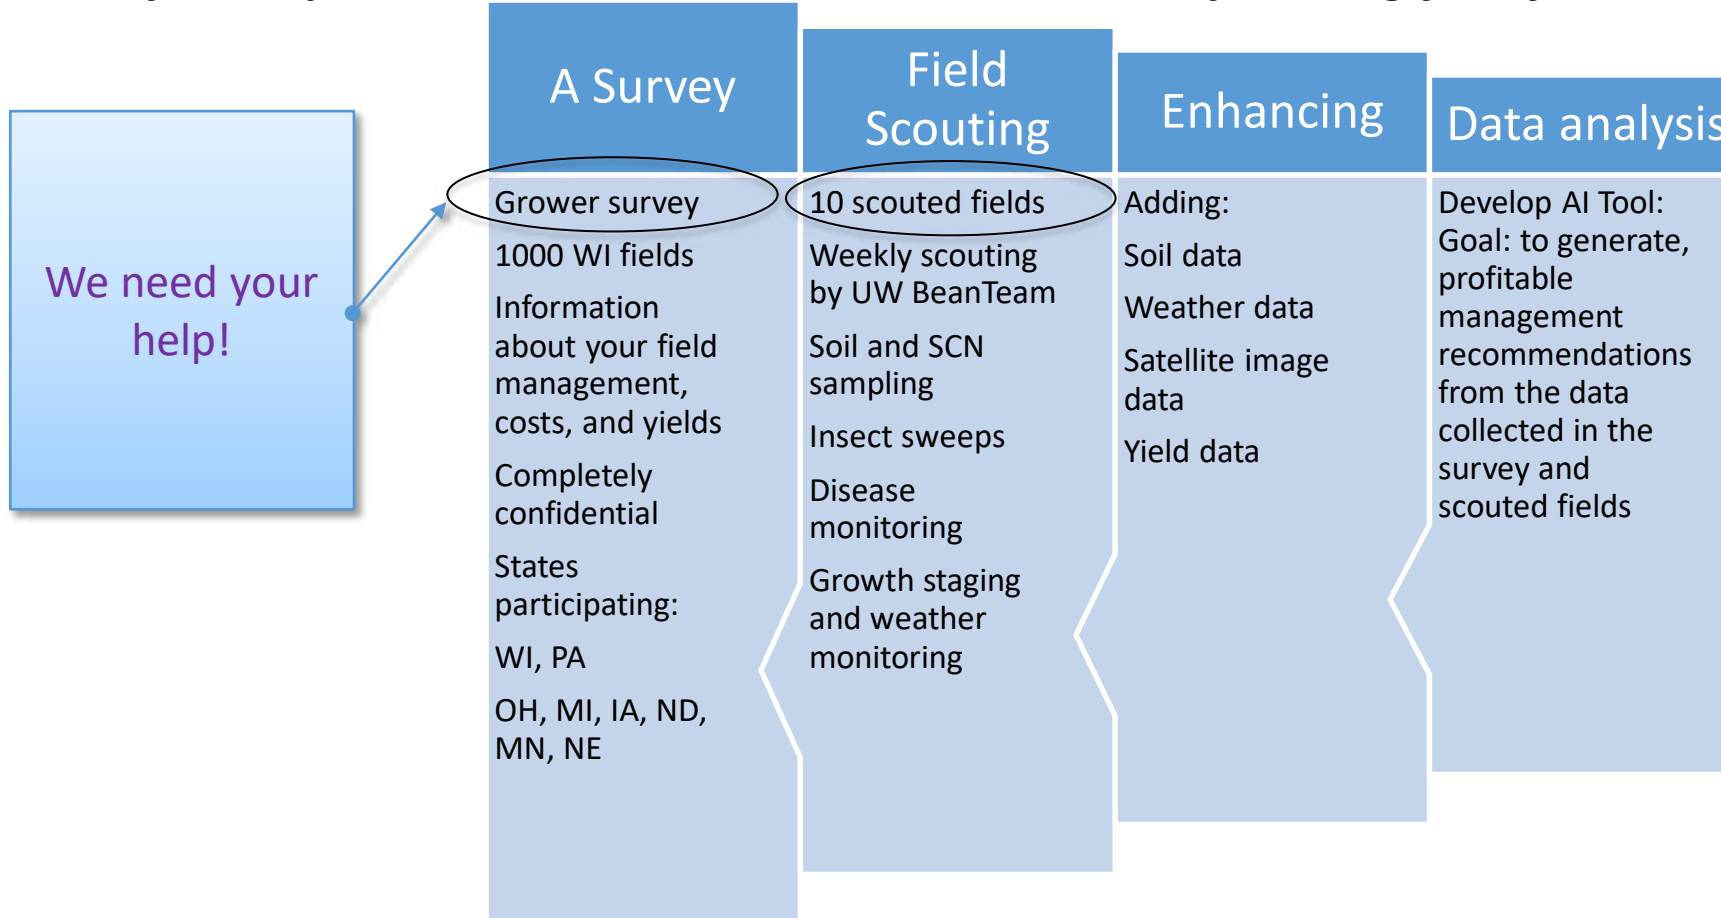 We need your
help!
A Survey
Grower survey
1000 WI fields
Information
about your field
management,
costs, and yields
Completely
confidential
States
participating:
WI, PA
OH, MI, IA, ND,
MN, NE
Field
Scouting
10 scouted fields
Weekly scouting
by UW BeanTeam
Soil and SCN
sampling
Insect sweeps
Disease
monitoring
Growth staging
and weather
monitoring
Enhancing
Adding:
Soil data
Weather data
Satellite image
data
Yield data
Data analysis
Develop AI Tool:
Goal: to generate,
profitable
management
recommendations
from the data
collected in the
survey and
scouted fields